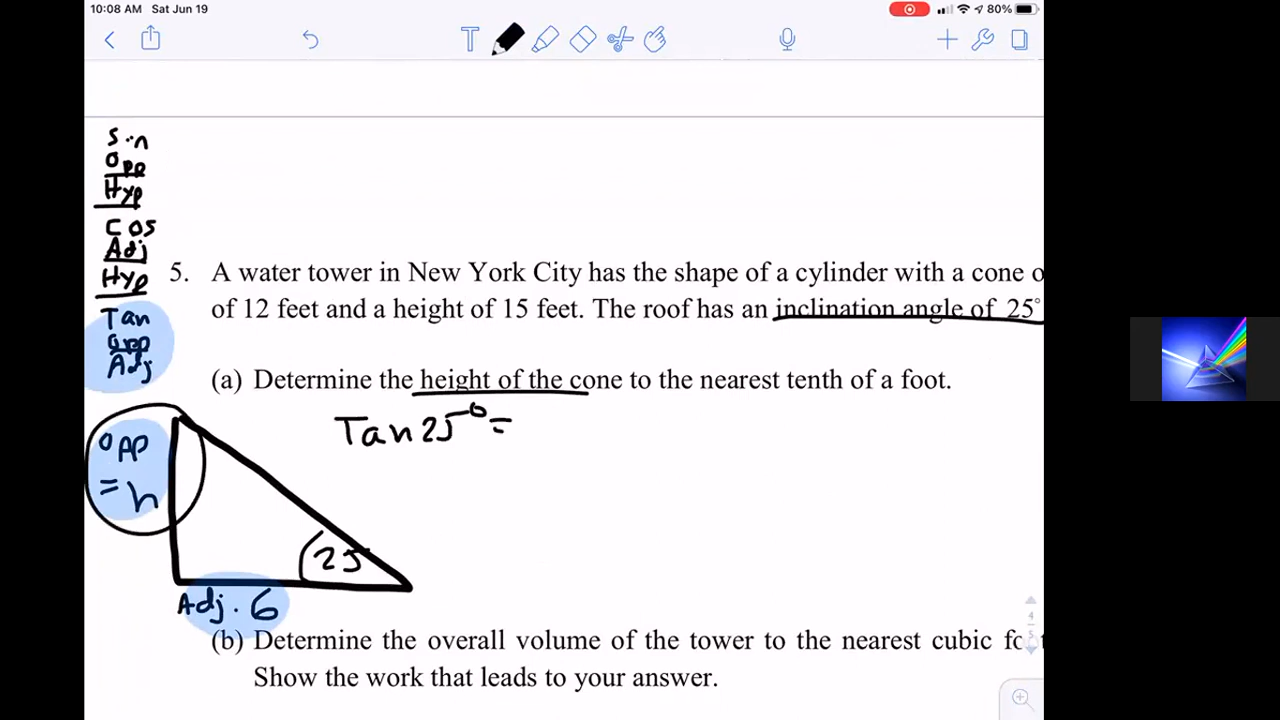 10:08 AM Sat Jun 19
80%
Sin
Opp
Hyp
Cos
Adj
Hyp
Tan
opp
Adj
5. A water tower in New York City has the shape of a cylinder with a cone o
of 12 feet and a height of 15 feet. The roof has an inclination angle of 25°
(a) Determine the height of the cone to the nearest tenth of a foot.
Tan 25° =
opp
= h
25
Adj. 6
(b) Determine the overall volume of the tower to the nearest cubic fo
Show the work that leads to your answer.
4
5